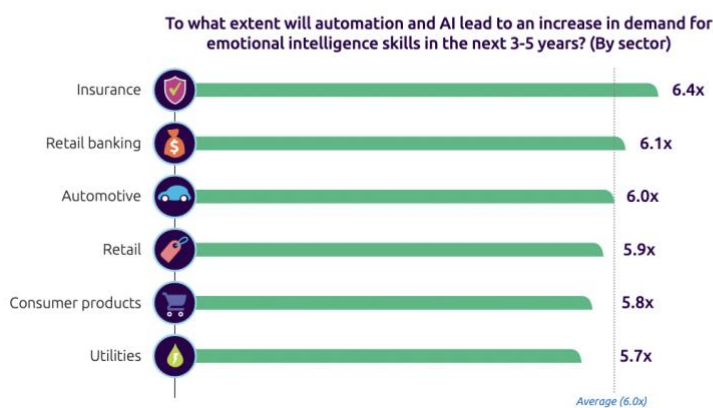 To what extent will automation and AI lead to an increase in demand for
emotional intelligence skills in the next 3-5 years? (By sector)
Insurance 6.4x
Retail banking $ 6.1x
Automotive 6.0x
Retail 5.9x
Consumer products 5.8x
Utilities 5.7x
Average (6.0x)